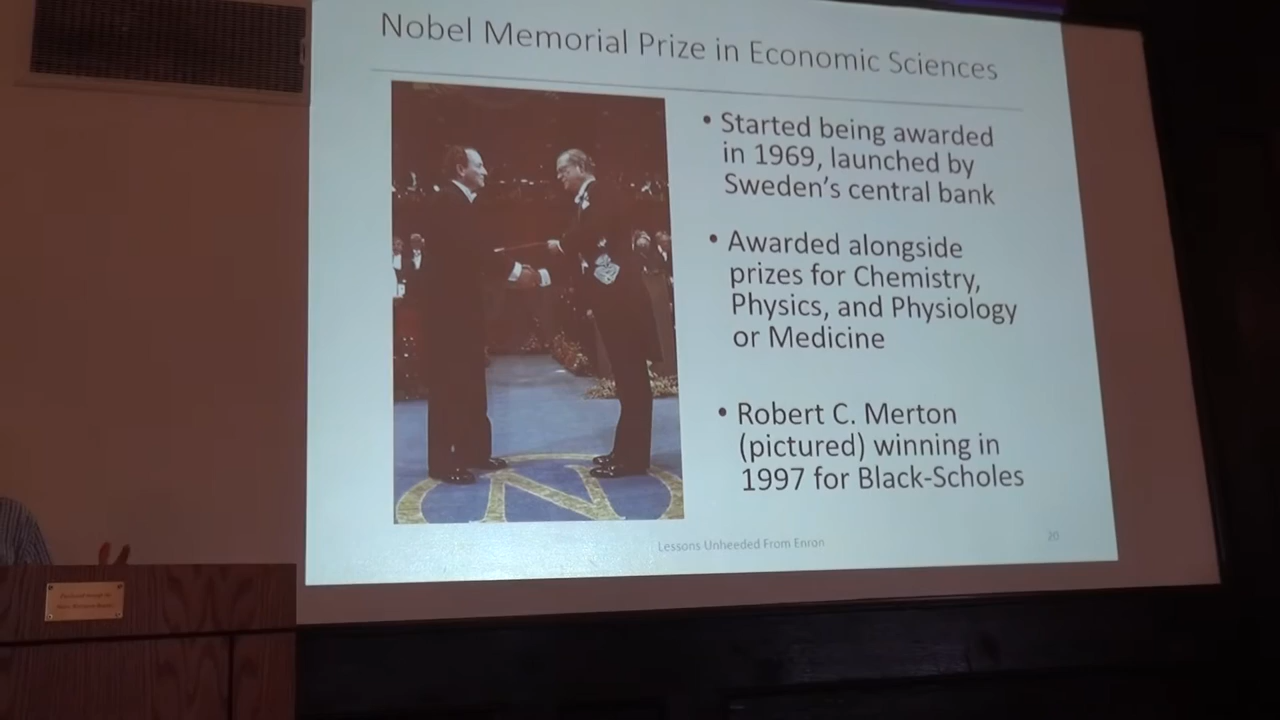 Nobel Memorial Prize in Economic Sciences
• Started being awarded
in 1969, launched by
Sweden's central bank
• Awarded alongside
prizes for Chemistry,
Physics, and Physiology
or Medicine
• Robert C. Merton
(pictured) winning in
1997 for Black-Scholes
Lessons Unheeded From Enron
20